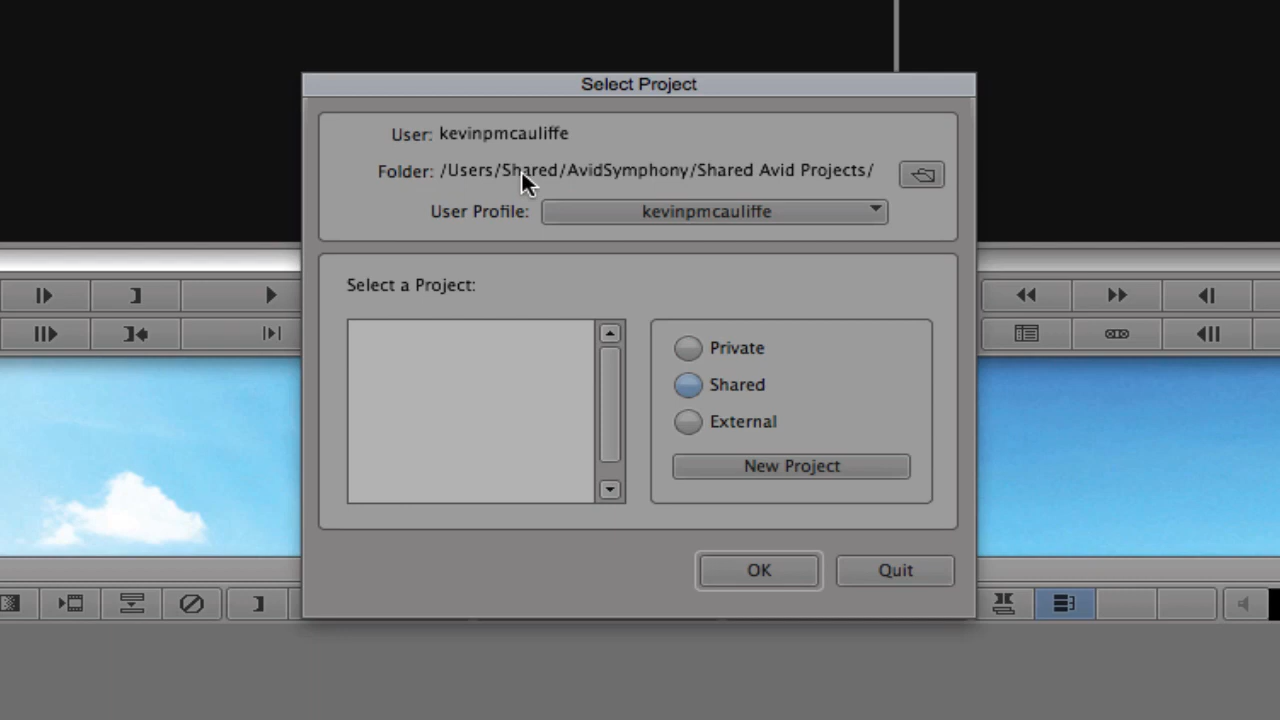 Select Project
User: kevinpmcauliffe
Folder: /Users/Shared/AvidSymphony/Shared Avid Projects/
User Profile: kevinpmcauliffe
Select a Project:
Private
Shared
External
New Project
OK Quit